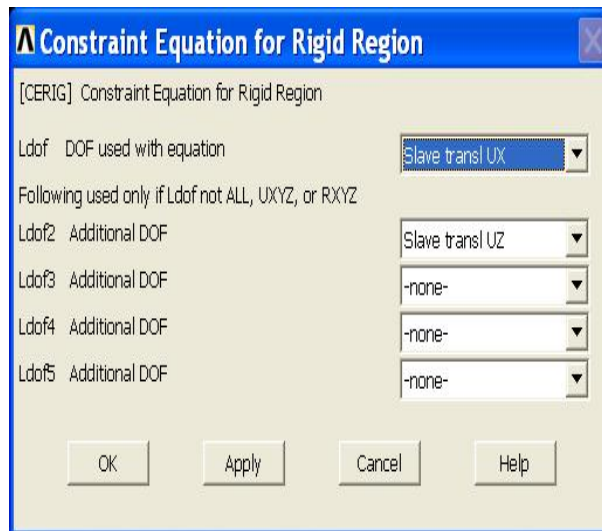 Λ Constraint Equation for Rigid Region
[CERIG] Constraint Equation for Rigid Region
Ldof DOF used with equation Slave transl UX
Following used only if Ldof not ALL, UXYZ, or RXYZ
Ldof2 Additional DOF Slave transl UZ
Ldof3 Additional DOF -none-
Ldof4 Additional DOF -none-
Ldof5 Additional DOF -none-
OK Apply Cancel Help